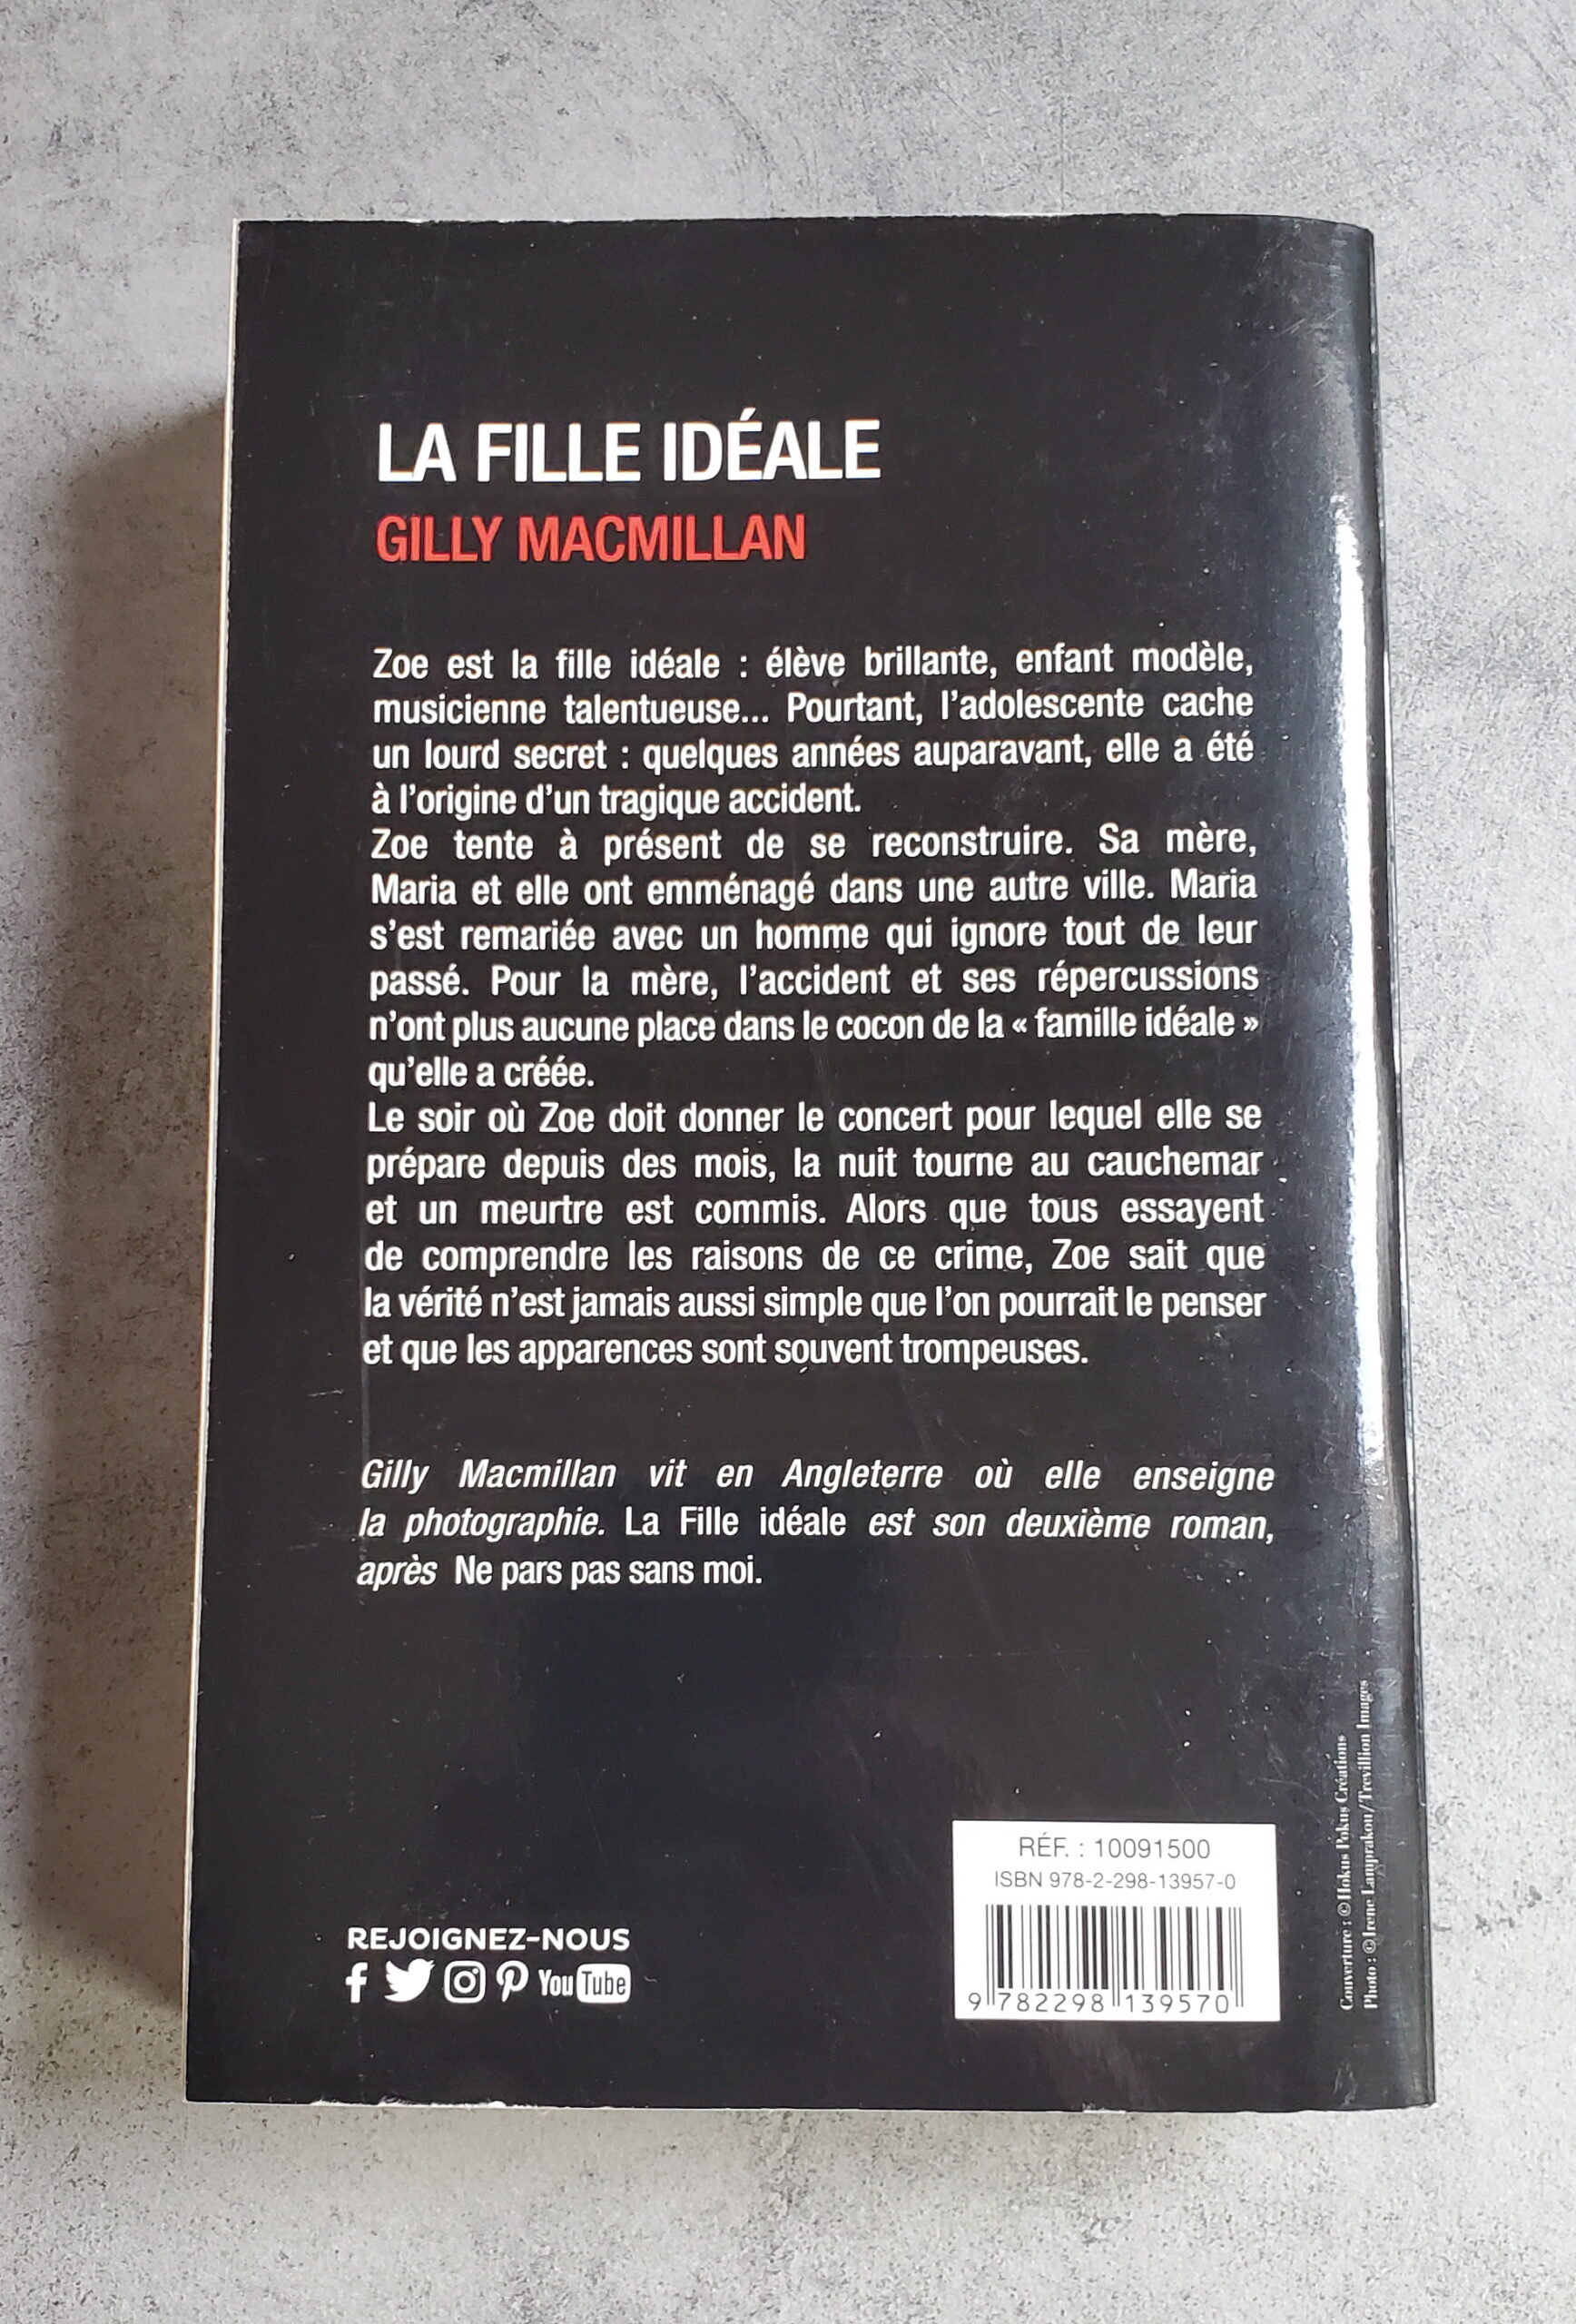 LA FILLE IDÉALE
GILLY MACMILLAN
Zoe est la fille idéale : élève brillante, enfant modèle,
musicienne talentueuse... Pourtant, l'adolescente cache
un lourd secret : quelques années auparavant, elle a été
à l'origine d'un tragique accident.
Zoe tente à présent de se reconstruire. Sa mère,
Maria et elle ont emménagé dans une autre ville. Maria
s'est remariée avec un homme qui ignore tout de leur
passé. Pour la mère, l'accident et ses répercussions
n'ont plus aucune place dans le cocon de la « famille idéale »
qu'elle a créée.
Le soir où Zoe doit donner le concert pour lequel elle se
prépare depuis des mois, la nuit tourne au cauchemar
et un meurtre est commis. Alors que tous essayent
de comprendre les raisons de ce crime, Zoe sait que
la vérité n'est jamais aussi simple que l'on pourrait le penser
et que les apparences sont souvent trompeuses.
Gilly Macmillan vit en Angleterre où elle enseigne
la photographie. La Fille idéale est son deuxième roman,
après Ne pars pas sans moi.
RÉF. : 10091500
ISBN 978-2-298-13957-0
9 782298 139570
REJOIGNEZ-NOUS
YouTube
Couverture : © Hokus Pokus Créations
Photo : © Irene Lamprakou / Trevillion Images